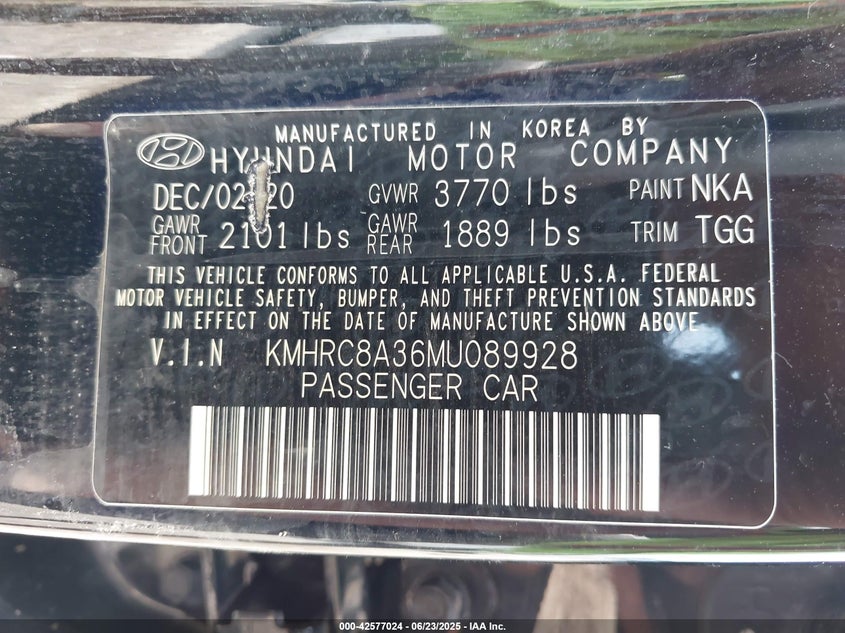 MANUFACTURED IN KOREA BY
HYUNDAI MOTOR COMPANY
GVWR 3770 lbs PAINT NKA
GAWR FRONT 2101 lbs GAWR REAR 1889 lbs TRIM TGG
THIS VEHICLE CONFORMS TO ALL APPLICABLE U.S.A. FEDERAL
MOTOR VEHICLE SAFETY, BUMPER, AND THEFT PREVENTION STANDARDS
IN EFFECT ON THE DATE OF MANUFACTURE SHOWN ABOVE
V.I.N KMHRC8A36MU089928
PASSENGER CAR
000-42577024 | 06/23/2025 - IAA Inc.